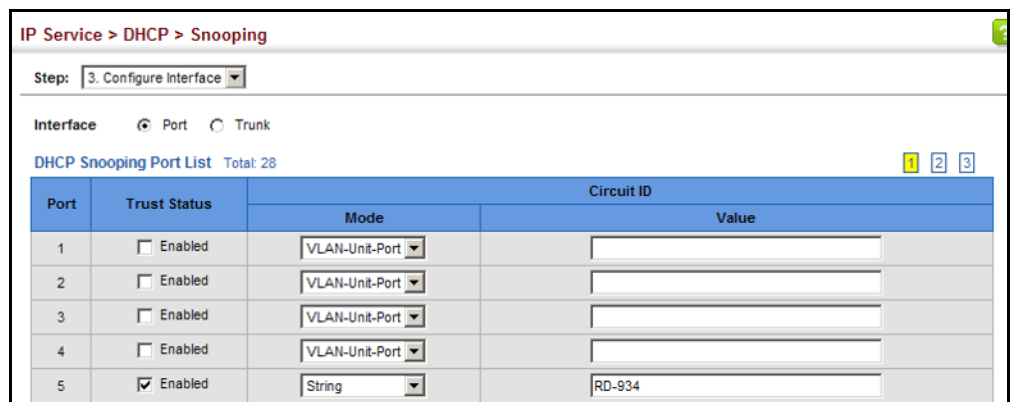 IP Service > DHCP > Snooping
?
Step: 3. Configure Interface
Interface Port Trunk
DHCP Snooping Port List Total: 28 1 2 3
Port Trust Status Circuit ID
Mode Value
1 Enabled VLAN-Unit-Port
2 Enabled VLAN-Unit-Port
3 Enabled VLAN-Unit-Port
4 Enabled VLAN-Unit-Port
5 Enabled String RD-934